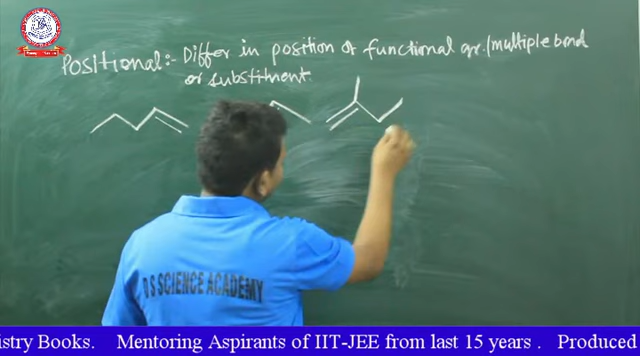 Positional:- Differ in position of functional gr./multiple bond
or substituent.
D S SCIENCE ACADEMY
istry Books. Mentoring Aspirants of IIT-JEE from last 15 years . Produced